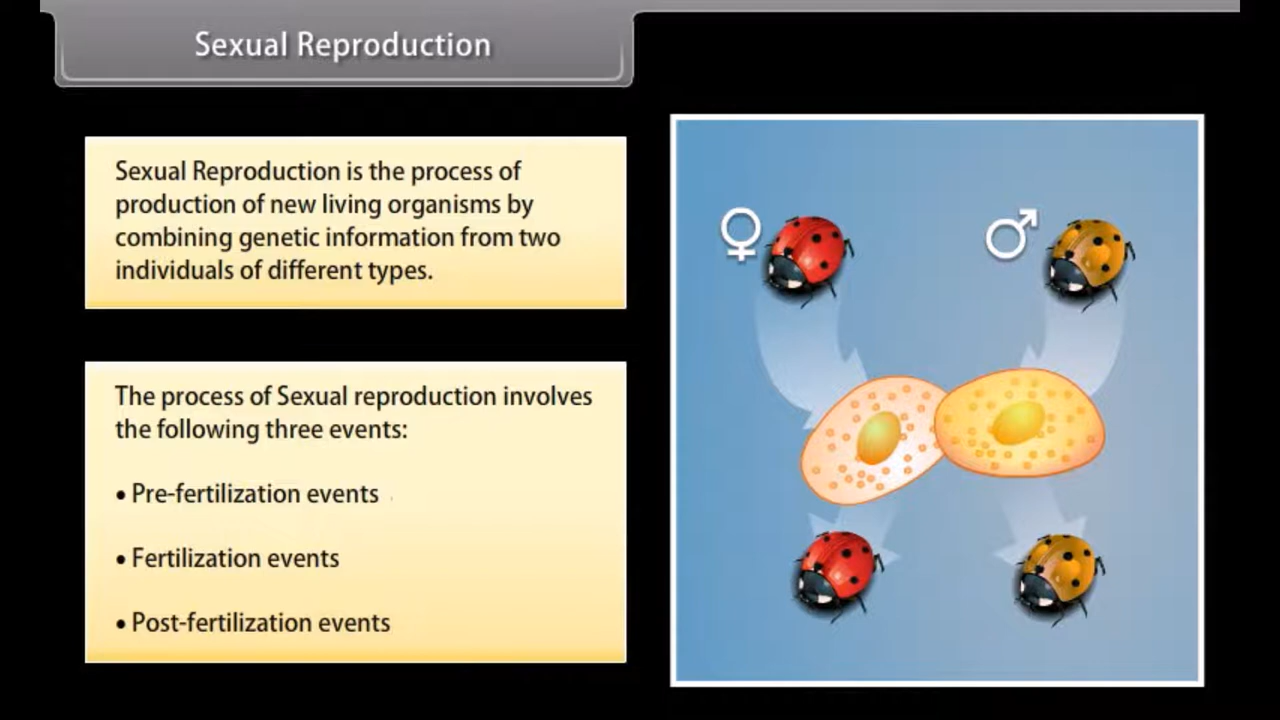 Sexual Reproduction
Sexual Reproduction is the process of
production of new living organisms by
combining genetic information from two
individuals of different types.
The process of Sexual reproduction involves
the following three events:
• Pre-fertilization events
• Fertilization events
• Post-fertilization events
♀
♂